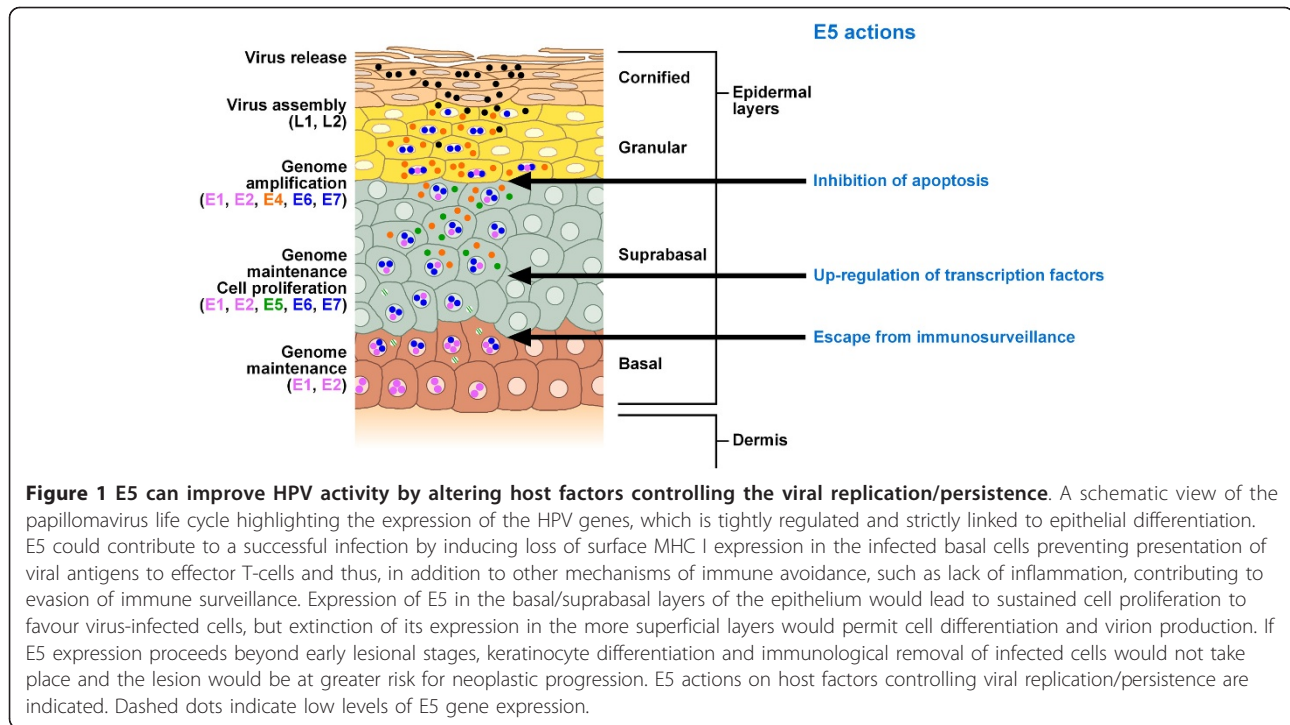 E5 actions
Virus release
Virus assembly
(L1, L2)
Genome
amplification
(E1, E2, E4, E6, E7)
Genome
maintenance
Cell proliferation
(E1, E2, E5, E6, E7)
Genome
maintenance
(E1, E2)
Cornified
Granular
Suprabasal
Basal
Epidermal
layers
Dermis
Inhibition of apoptosis
Up-regulation of transcription factors
Escape from immunosurveillance
Figure 1 E5 can improve HPV activity by altering host factors controlling the viral replication/persistence. A schematic view of the
papillomavirus life cycle highlighting the expression of the HPV genes, which is tightly regulated and strictly linked to epithelial differentiation.
E5 could contribute to a successful infection by inducing loss of surface MHC I expression in the infected basal cells preventing presentation of
viral antigens to effector T-cells and thus, in addition to other mechanisms of immune avoidance, such as lack of inflammation, contributing to
evasion of immune surveillance. Expression of E5 in the basal/suprabasal layers of the epithelium would lead to sustained cell proliferation to
favour virus-infected cells, but extinction of its expression in the more superficial layers would permit cell differentiation and virion production. If
E5 expression proceeds beyond early lesional stages, keratinocyte differentiation and immunological removal of infected cells would not take
place and the lesion would be at greater risk for neoplastic progression. E5 actions on host factors controlling viral replication/persistence are
indicated. Dashed dots indicate low levels of E5 gene expression.